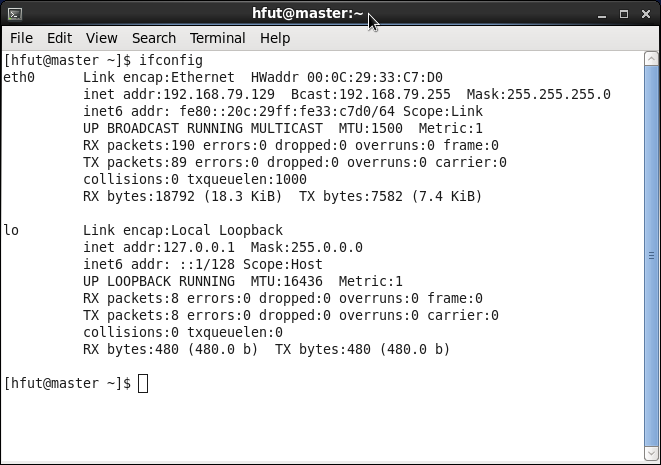 hfut@master:~
File Edit View Search Terminal Help
[hfut@master ~]$ ifconfig
eth0 Link encap:Ethernet HWaddr 00:0C:29:33:C7:D0
inet addr:192.168.79.129 Bcast:192.168.79.255 Mask:255.255.255.0
inet6 addr: fe80::20c:29ff:fe33:c7d0/64 Scope:Link
UP BROADCAST RUNNING MULTICAST MTU:1500 Metric:1
RX packets:190 errors:0 dropped:0 overruns:0 frame:0
TX packets:89 errors:0 dropped:0 overruns:0 carrier:0
collisions:0 txqueuelen:1000
RX bytes:18792 (18.3 KiB) TX bytes:7582 (7.4 KiB)
lo Link encap:Local Loopback
inet addr:127.0.0.1 Mask:255.0.0.0
inet6 addr: ::1/128 Scope:Host
UP LOOPBACK RUNNING MTU:16436 Metric:1
RX packets:8 errors:0 dropped:0 overruns:0 frame:0
TX packets:8 errors:0 dropped:0 overruns:0 carrier:0
collisions:0 txqueuelen:0
RX bytes:480 (480.0 b) TX bytes:480 (480.0 b)
[hfut@master ~]$